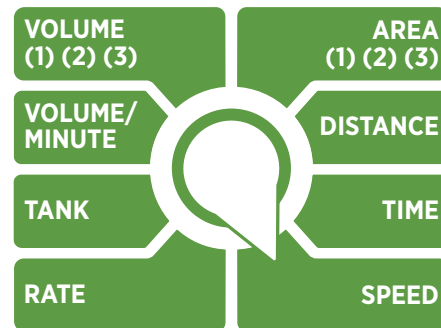 VOLUME
(1) (2) (3)
AREA
(1) (2) (3)
VOLUME/
MINUTE
DISTANCE
TANK
TIME
RATE
SPEED